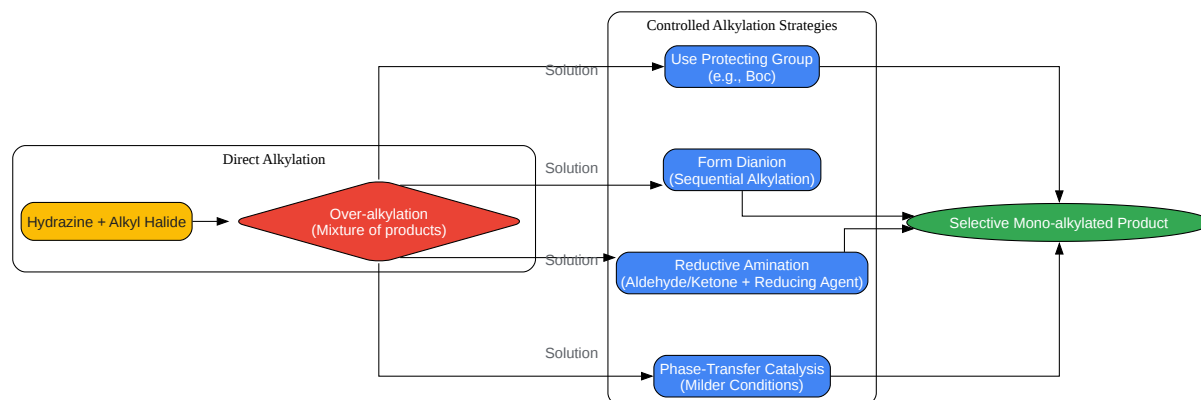 Controlled Alkylation Strategies
Use Protecting Group
(e.g., Boc)
Solution
Direct Alkylation
Hydrazine + Alkyl Halide
Over-alkylation
(Mixture of products)
Solution
Form Dianion
(Sequential Alkylation)
Selective Mono-alkylated Product
Solution
Reductive Amination
(Aldehyde/Ketone + Reducing Agent)
Solution
Phase-Transfer Catalysis
(Milder Conditions)